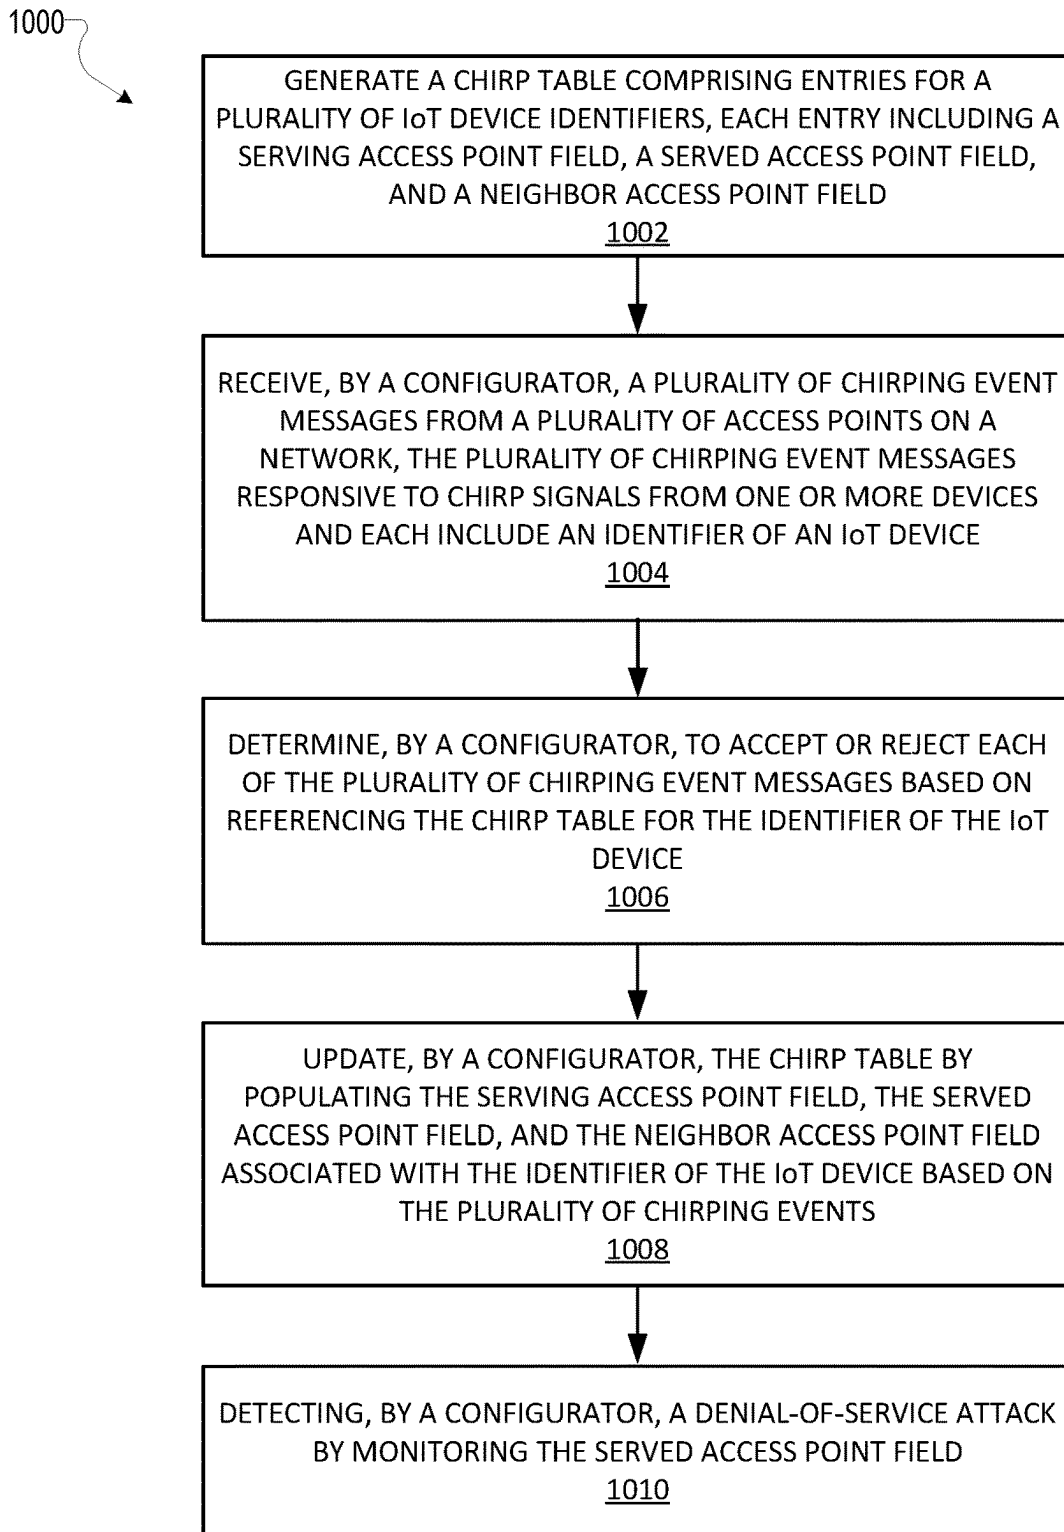 1000
GENERATE A CHIRP TABLE COMPRISING ENTRIES FOR A
PLURALITY OF IoT DEVICE IDENTIFIERS, EACH ENTRY INCLUDING A
SERVING ACCESS POINT FIELD, A SERVED ACCESS POINT FIELD,
AND A NEIGHBOR ACCESS POINT FIELD
1002
RECEIVE, BY A CONFIGURATOR, A PLURALITY OF CHIRPING EVENT
MESSAGES FROM A PLURALITY OF ACCESS POINTS ON A
NETWORK, THE PLURALITY OF CHIRPING EVENT MESSAGES
RESPONSIVE TO CHIRP SIGNALS FROM ONE OR MORE DEVICES
AND EACH INCLUDE AN IDENTIFIER OF AN IoT DEVICE
1004
DETERMINE, BY A CONFIGURATOR, TO ACCEPT OR REJECT EACH
OF THE PLURALITY OF CHIRPING EVENT MESSAGES BASED ON
REFERENCING THE CHIRP TABLE FOR THE IDENTIFIER OF THE IoT
DEVICE
1006
UPDATE, BY A CONFIGURATOR, THE CHIRP TABLE BY
POPULATING THE SERVING ACCESS POINT FIELD, THE SERVED
ACCESS POINT FIELD, AND THE NEIGHBOR ACCESS POINT FIELD
ASSOCIATED WITH THE IDENTIFIER OF THE IoT DEVICE BASED ON
THE PLURALITY OF CHIRPING EVENTS
1008
DETECTING, BY A CONFIGURATOR, A DENIAL-OF-SERVICE ATTACK
BY MONITORING THE SERVED ACCESS POINT FIELD
1010